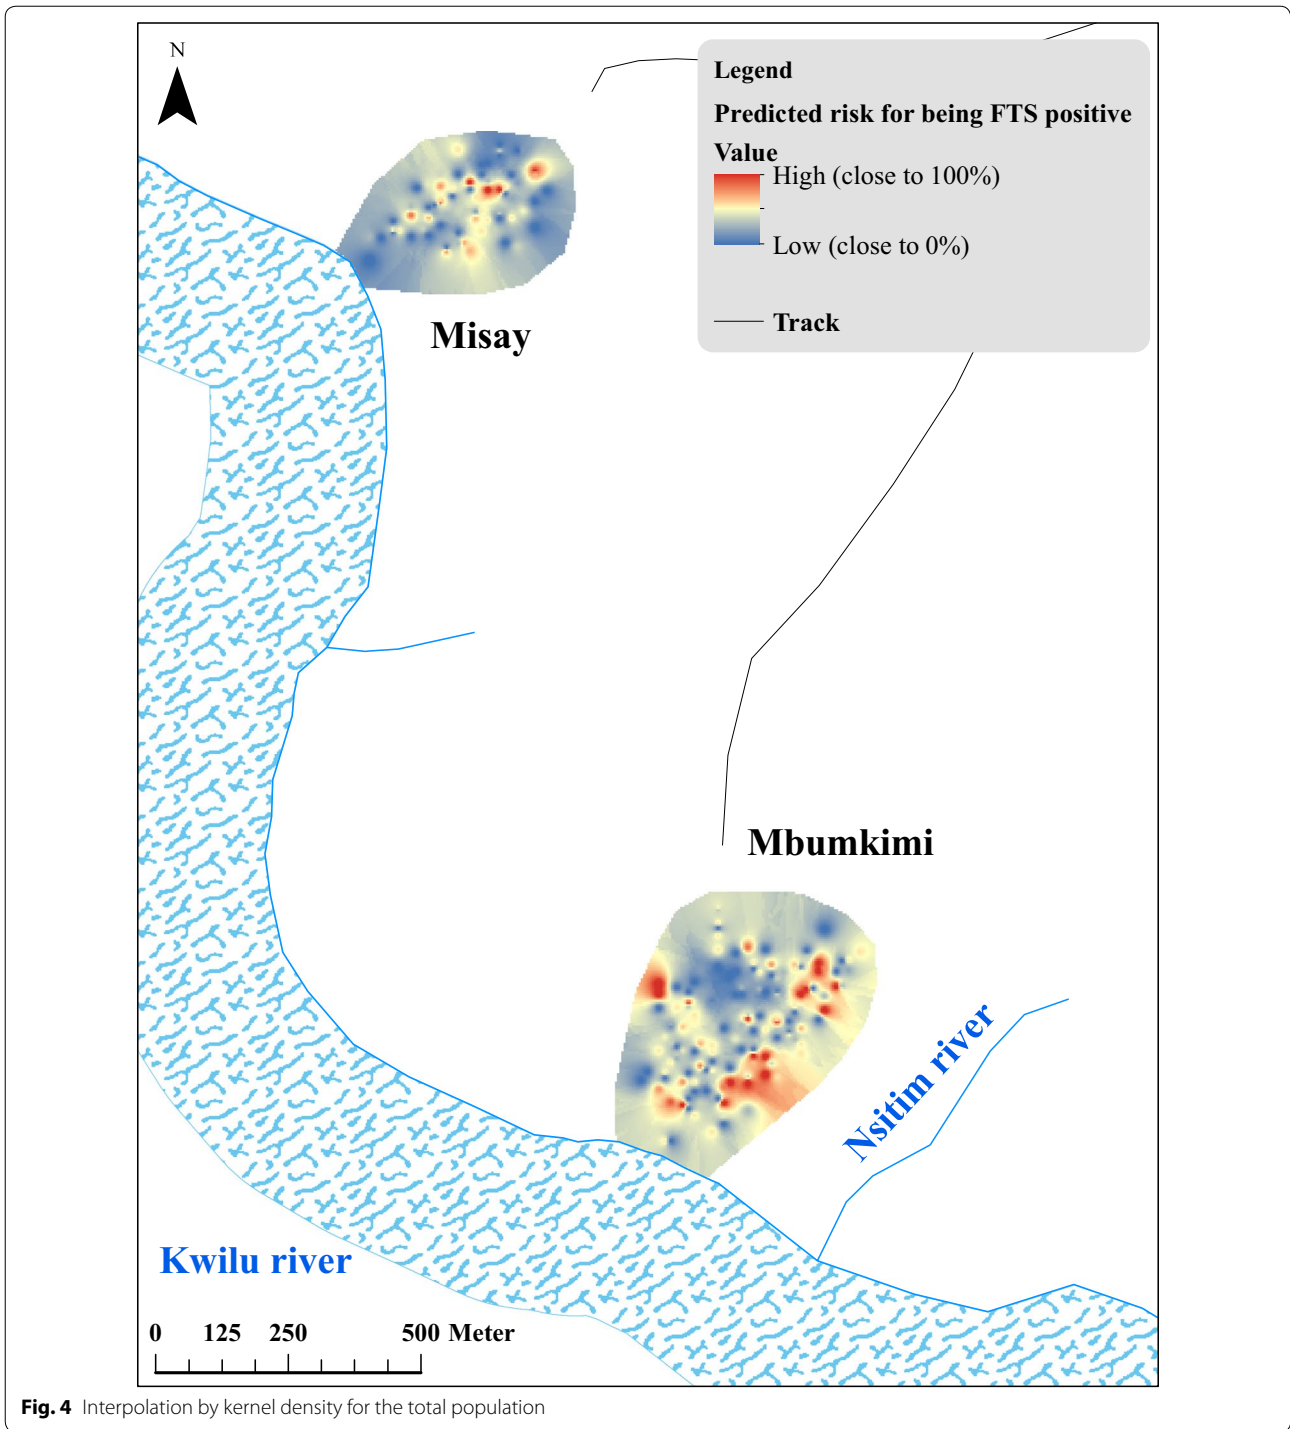 N
Legend
Predicted risk for being FTS positive
Value
High (close to 100%)
Low (close to 0%)
Track
Misay
Mbumkimi
Nsitim river
Kwilu river
0 125 250 500 Meter
Fig. 4 Interpolation by kernel density for the total population